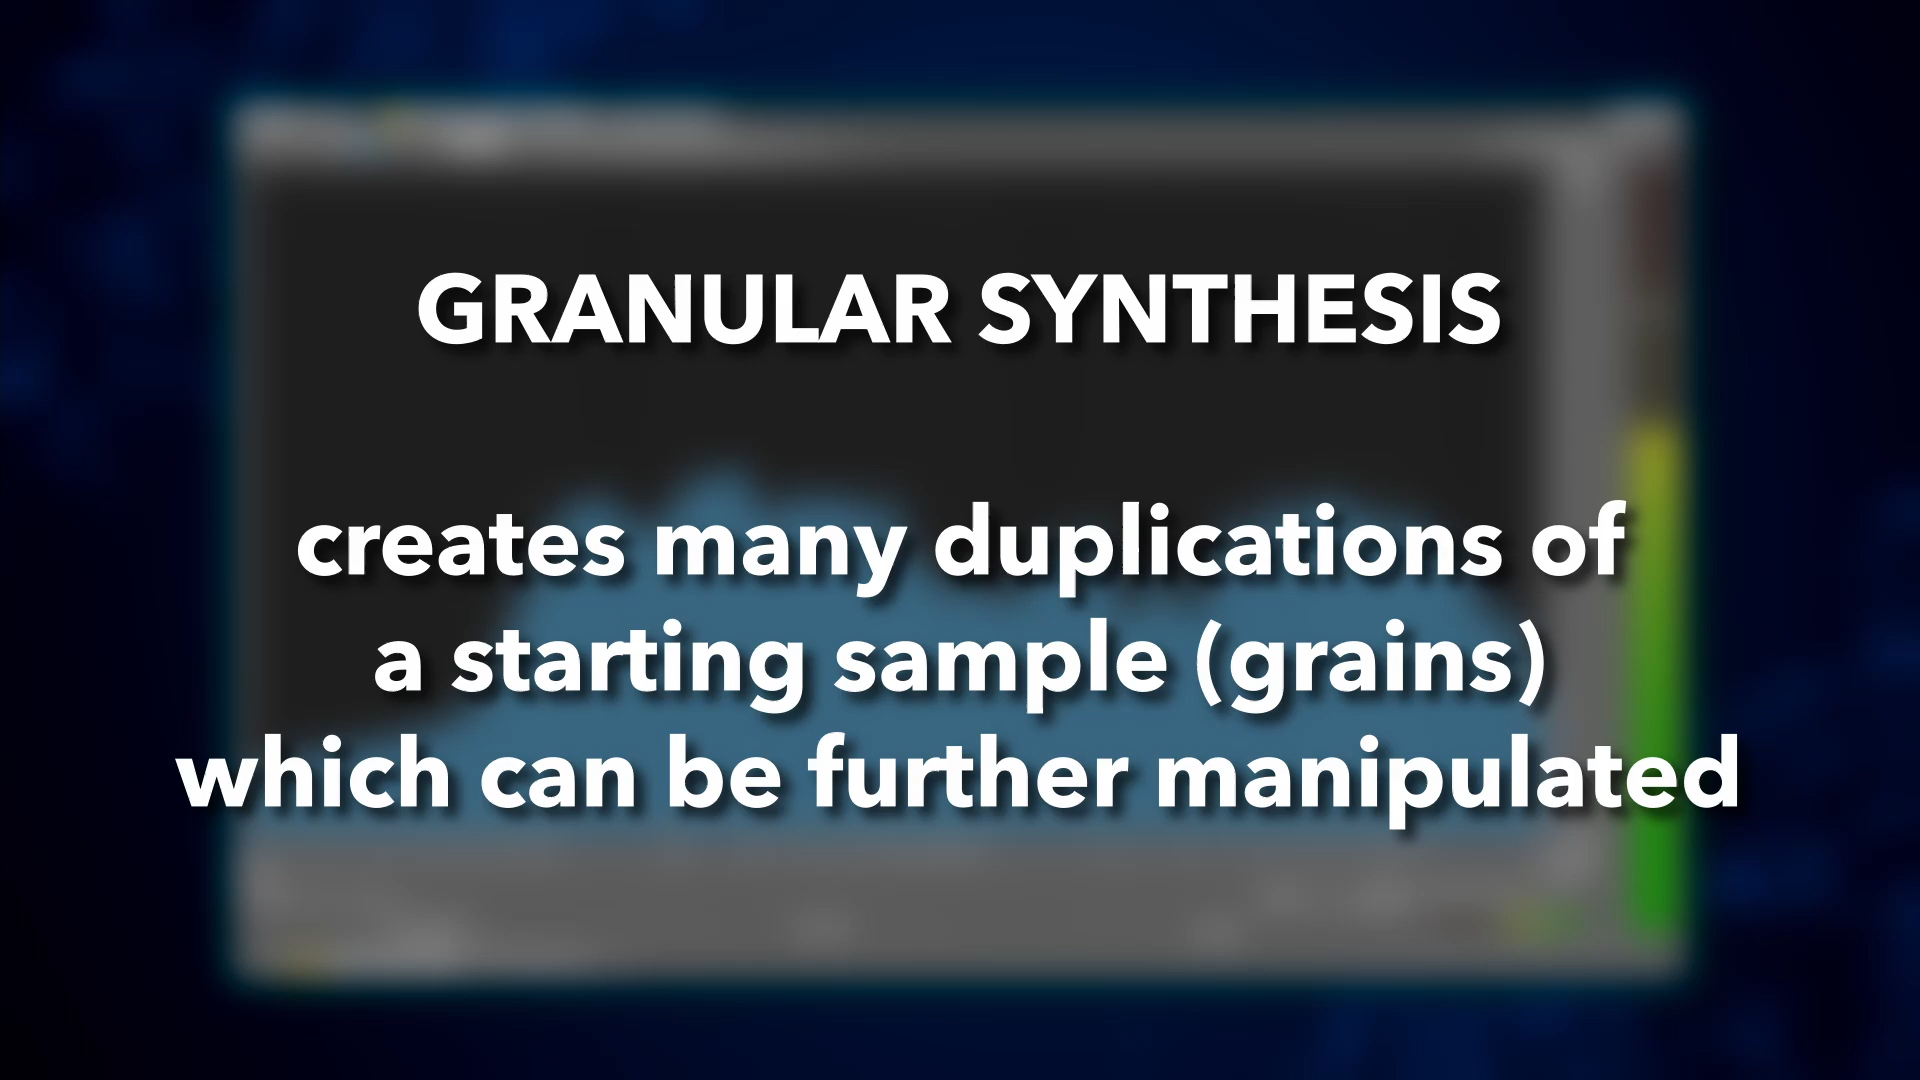 GRANULAR SYNTHESIS
creates many duplications of
a starting sample (grains)
which can be further manipulated